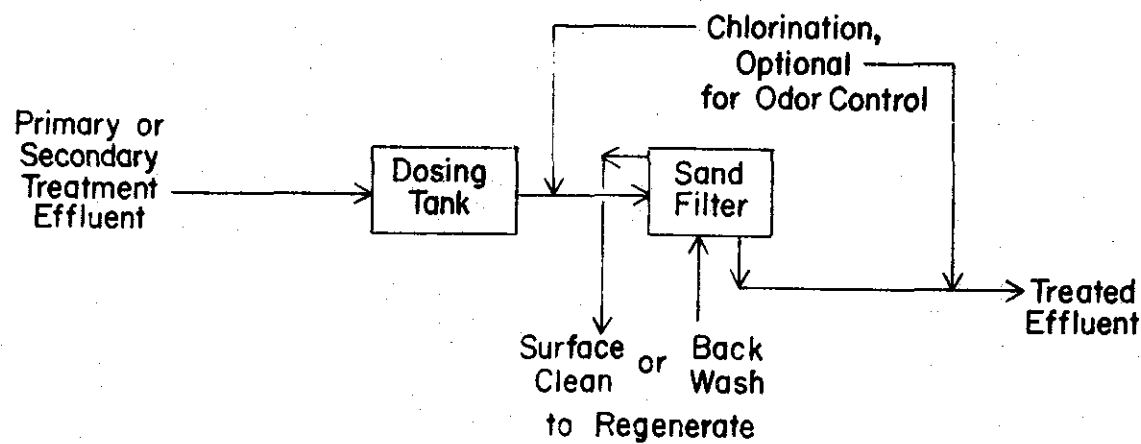 Chlorination,
Optional
for Odor Control
Primary or
Secondary
Treatment
Effluent
Dosing
Tank
Sand
Filter
Treated
Effluent
Surface
Clean
or
Back
Wash
to Regenerate